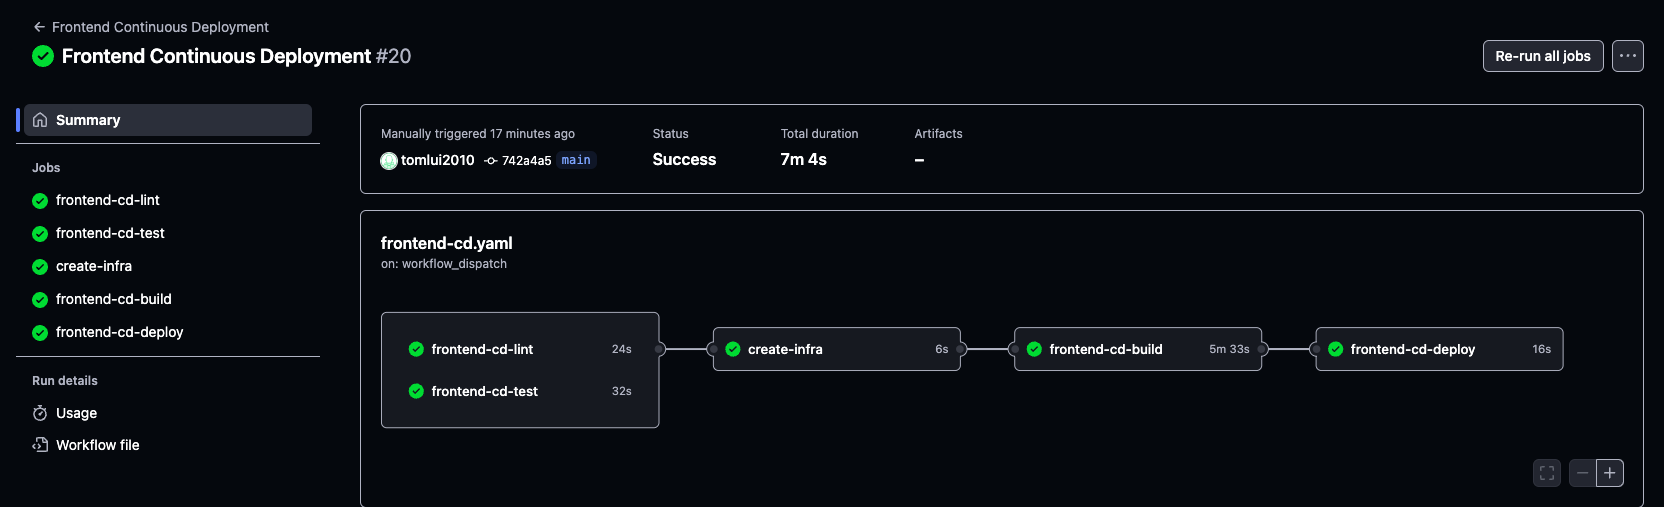 ← Frontend Continuous Deployment
Frontend Continuous Deployment #20
Re-run all jobs
...
Summary
Jobs
frontend-cd-lint
frontend-cd-test
create-infra
frontend-cd-build
frontend-cd-deploy
Run details
Usage
Workflow file
Manually triggered 17 minutes ago
tomlui2010 742a4a5 main
Status
Success
Total duration
7m 4s
Artifacts
–
frontend-cd.yaml
on: workflow_dispatch
frontend-cd-lint 24s
frontend-cd-test 32s
create-infra 6s
frontend-cd-build 5m 33s
frontend-cd-deploy 16s